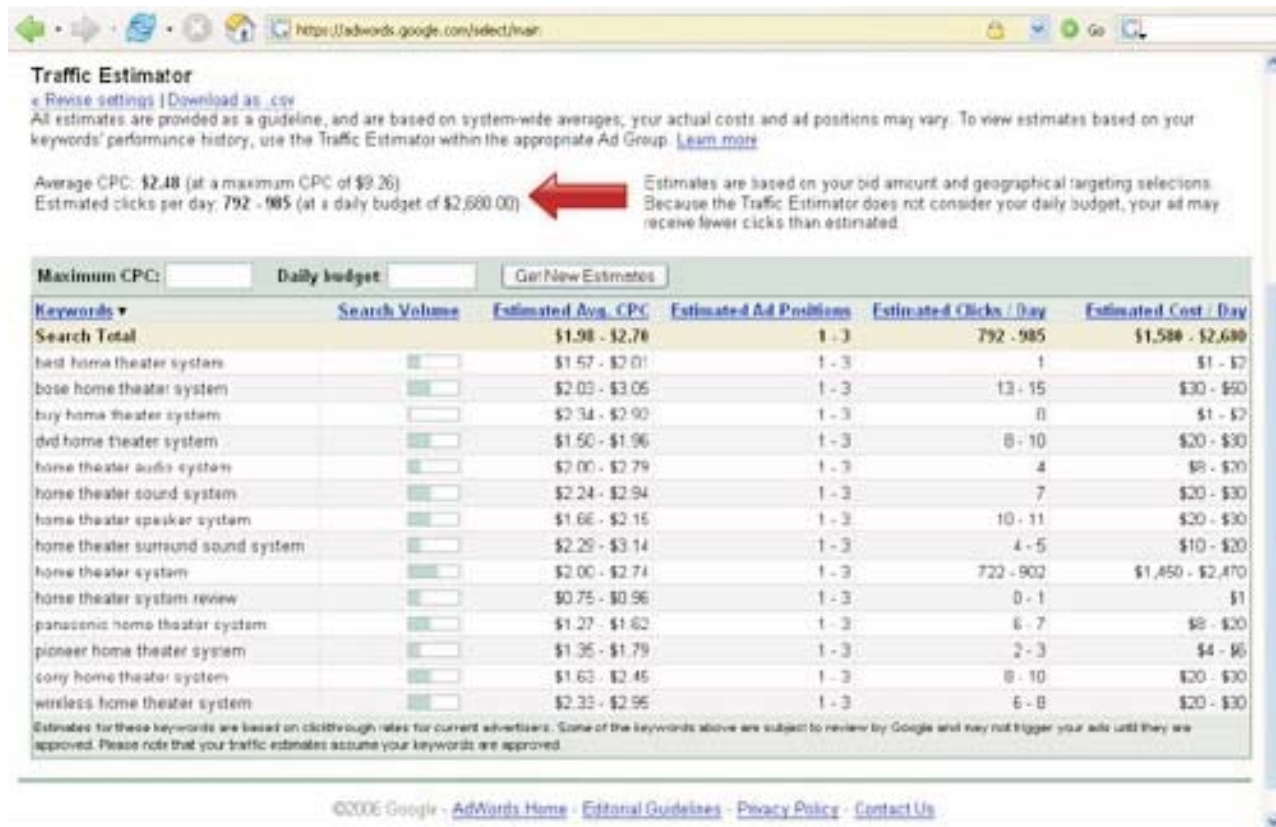 https://adwords.google.com/select/main Go
Traffic Estimator
« Revise settings | Download as .csv
All estimates are provided as a guideline, and are based on system-wide averages; your actual costs and ad positions may vary. To view estimates based on your
keywords' performance history, use the Traffic Estimator within the appropriate Ad Group. Learn more
Average CPC: $2.48 (at a maximum CPC of $9.26)
Estimated clicks per day: 792 - 985 (at a daily budget of $2,680.00)
Estimates are based on your bid amount and geographical targeting selections.
Because the Traffic Estimator does not consider your daily budget, your ad may
receive fewer clicks than estimated.
Maximum CPC: Daily budget: Get New Estimates
Keywords ▼ Search Volume Estimated Avg. CPC Estimated Ad Positions Estimated Clicks / Day Estimated Cost / Day
Search Total $1.98 - $2.70 1 - 3 792 - 985 $1,580 - $2,680
best home theater system $1.57 - $2.01 1 - 3 1 $1 - $2
bose home theater system $2.03 - $3.05 1 - 3 13 - 15 $30 - $50
buy home theater system $2.34 - $2.92 1 - 3 0 $1 - $2
dvd home theater system $1.50 - $1.96 1 - 3 8 - 10 $20 - $30
home theater audio system $2.00 - $2.79 1 - 3 4 $8 - $20
home theater sound system $2.24 - $2.94 1 - 3 7 $20 - $30
home theater speaker system $1.66 - $2.15 1 - 3 10 - 11 $20 - $30
home theater surround sound system $2.29 - $3.14 1 - 3 4 - 5 $10 - $20
home theater system $2.00 - $2.74 1 - 3 722 - 902 $1,450 - $2,470
home theater system review $0.75 - $0.96 1 - 3 0 - 1 $1
panasonic home theater system $1.27 - $1.62 1 - 3 6 - 7 $8 - $20
pioneer home theater system $1.35 - $1.79 1 - 3 2 - 3 $4 - $6
sony home theater system $1.63 - $2.45 1 - 3 8 - 10 $20 - $30
wireless home theater system $2.33 - $2.95 1 - 3 6 - 8 $20 - $30
Estimates for these keywords are based on clickthrough rates for current advertisers. Some of the keywords above are subject to review by Google and may not trigger your ads until they are
approved. Please note that your traffic estimates assume your keywords are approved.
©2006 Google - AdWords Home - Editorial Guidelines - Privacy Policy - Contact Us